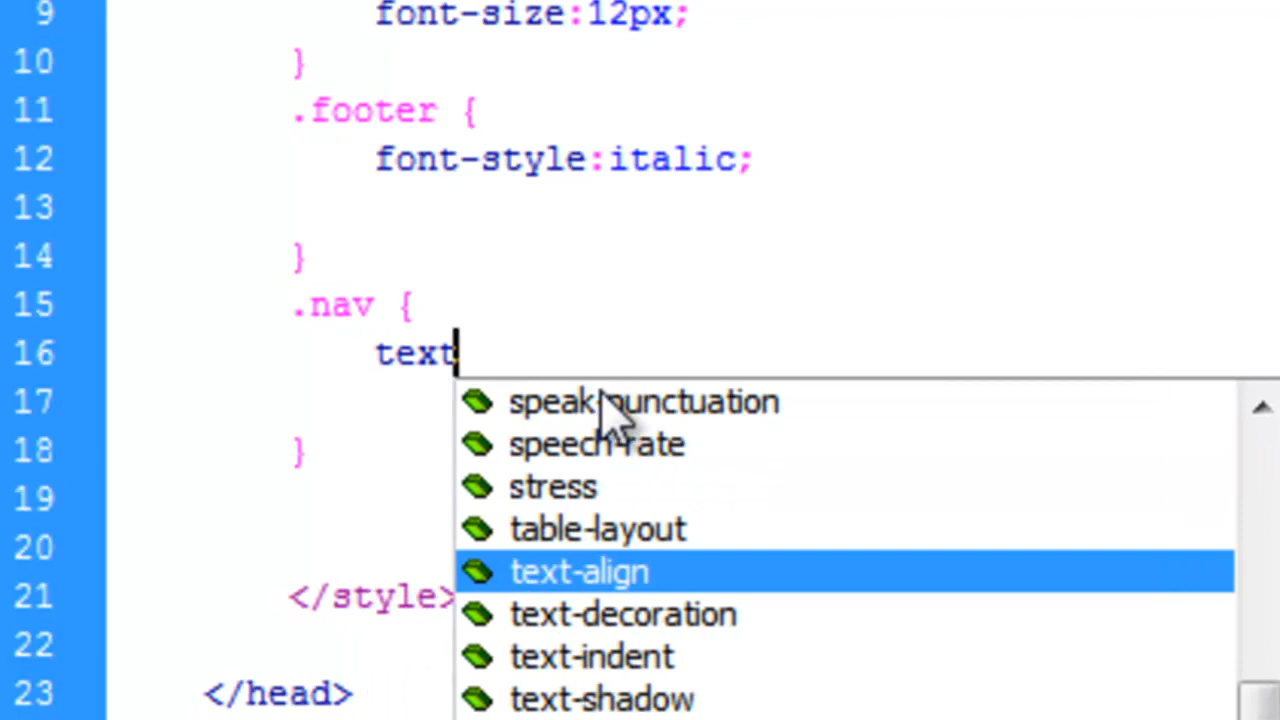 9 font-size:12px;
10 }
11 .footer {
12 font-style:italic;
13
14 }
15 .nav {
16 text
17 speak-punctuation
speech-rate
18 }
19 stress
table-layout
20
text-align
21 </style>
text-decoration
22
text-indent
23 </head>
text-shadow